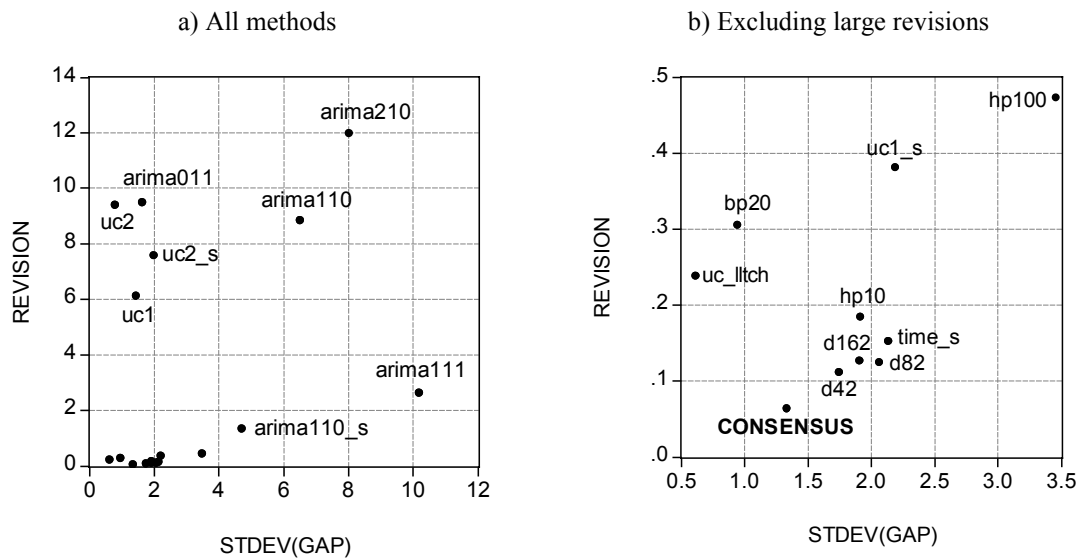 a) All methods
14
12
10
8
6
4
2
0
REVISION
arima210
arima011
arima110
uc2
uc2_s
uc1
arima111
arima110_s
0 2 4 6 8 10 12
STDEV(GAP)
b) Excluding large revisions
.5
.4
.3
.2
.1
.0
REVISION
hp100
uc1_s
bp20
uc_lltch
hp10
d162 time_s
d82
d42
CONSENSUS
0.5 1.0 1.5 2.0 2.5 3.0 3.5
STDEV(GAP)